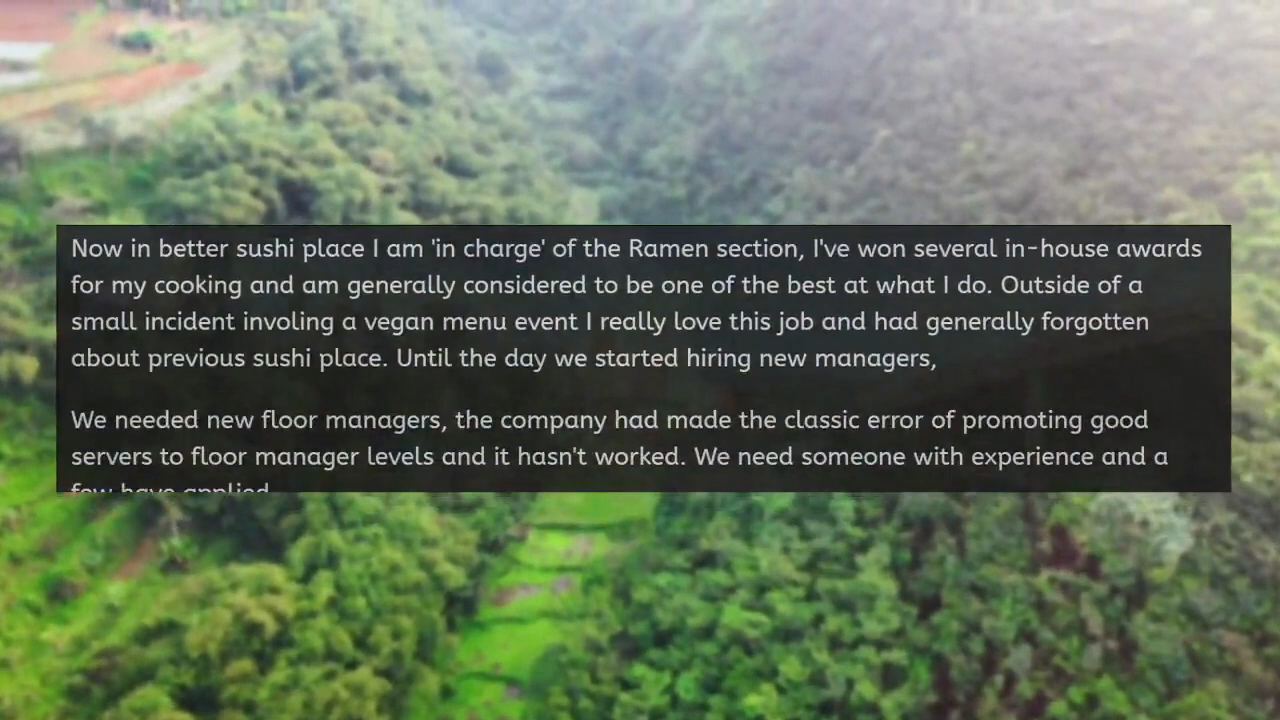 Now in better sushi place I am 'in charge' of the Ramen section, I've won several in-house awards
for my cooking and am generally considered to be one of the best at what I do. Outside of a
small incident involing a vegan menu event I really love this job and had generally forgotten
about previous sushi place. Until the day we started hiring new managers,
We needed new floor managers, the company had made the classic error of promoting good
servers to floor manager levels and it hasn't worked. We need someone with experience and a
few have applied